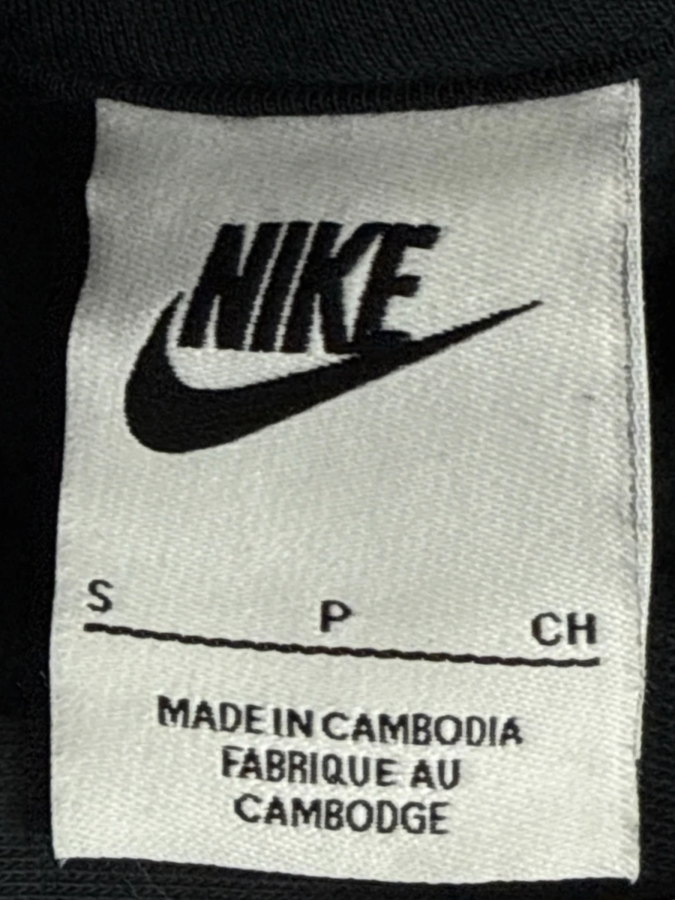 NIKE
S P CH
MADE IN CAMBODIA
FABRIQUE AU
CAMBODGE